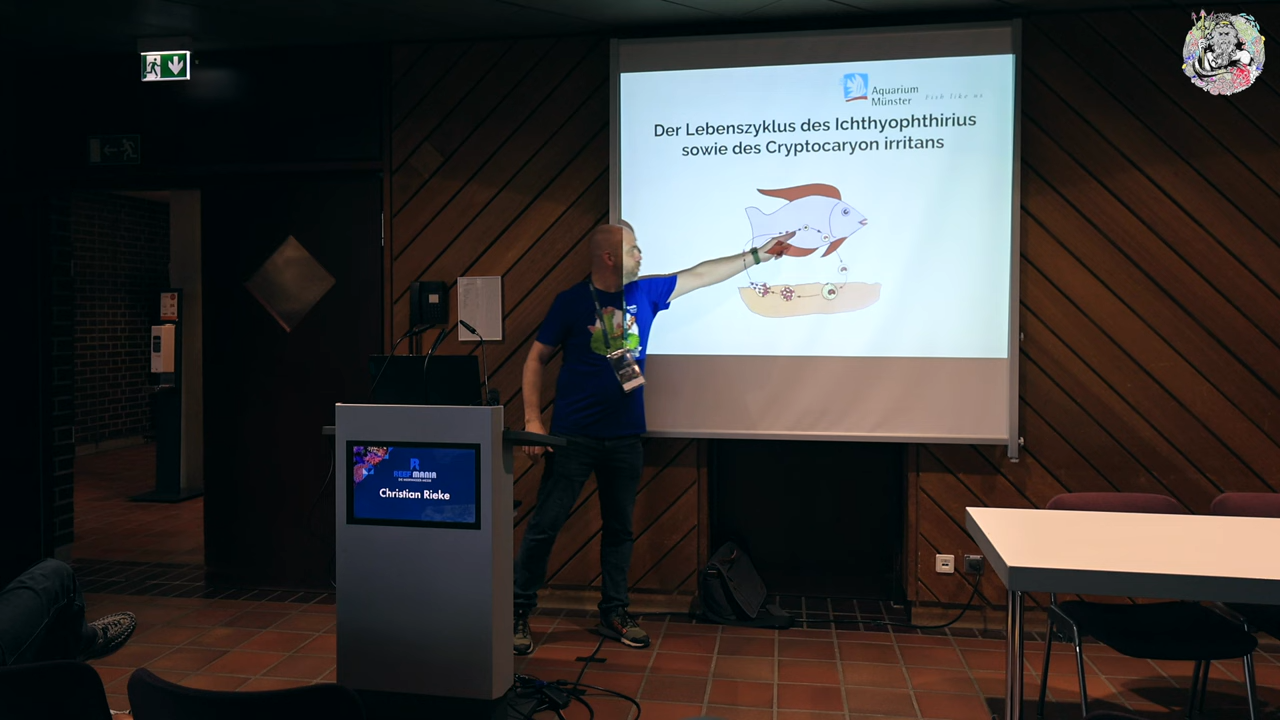 Aquarium
Münster
Fish like us
Der Lebenszyklus des Ichthyophthirius
sowie des Cryptocaryon irritans
REEF MANIA
Christian Rieke